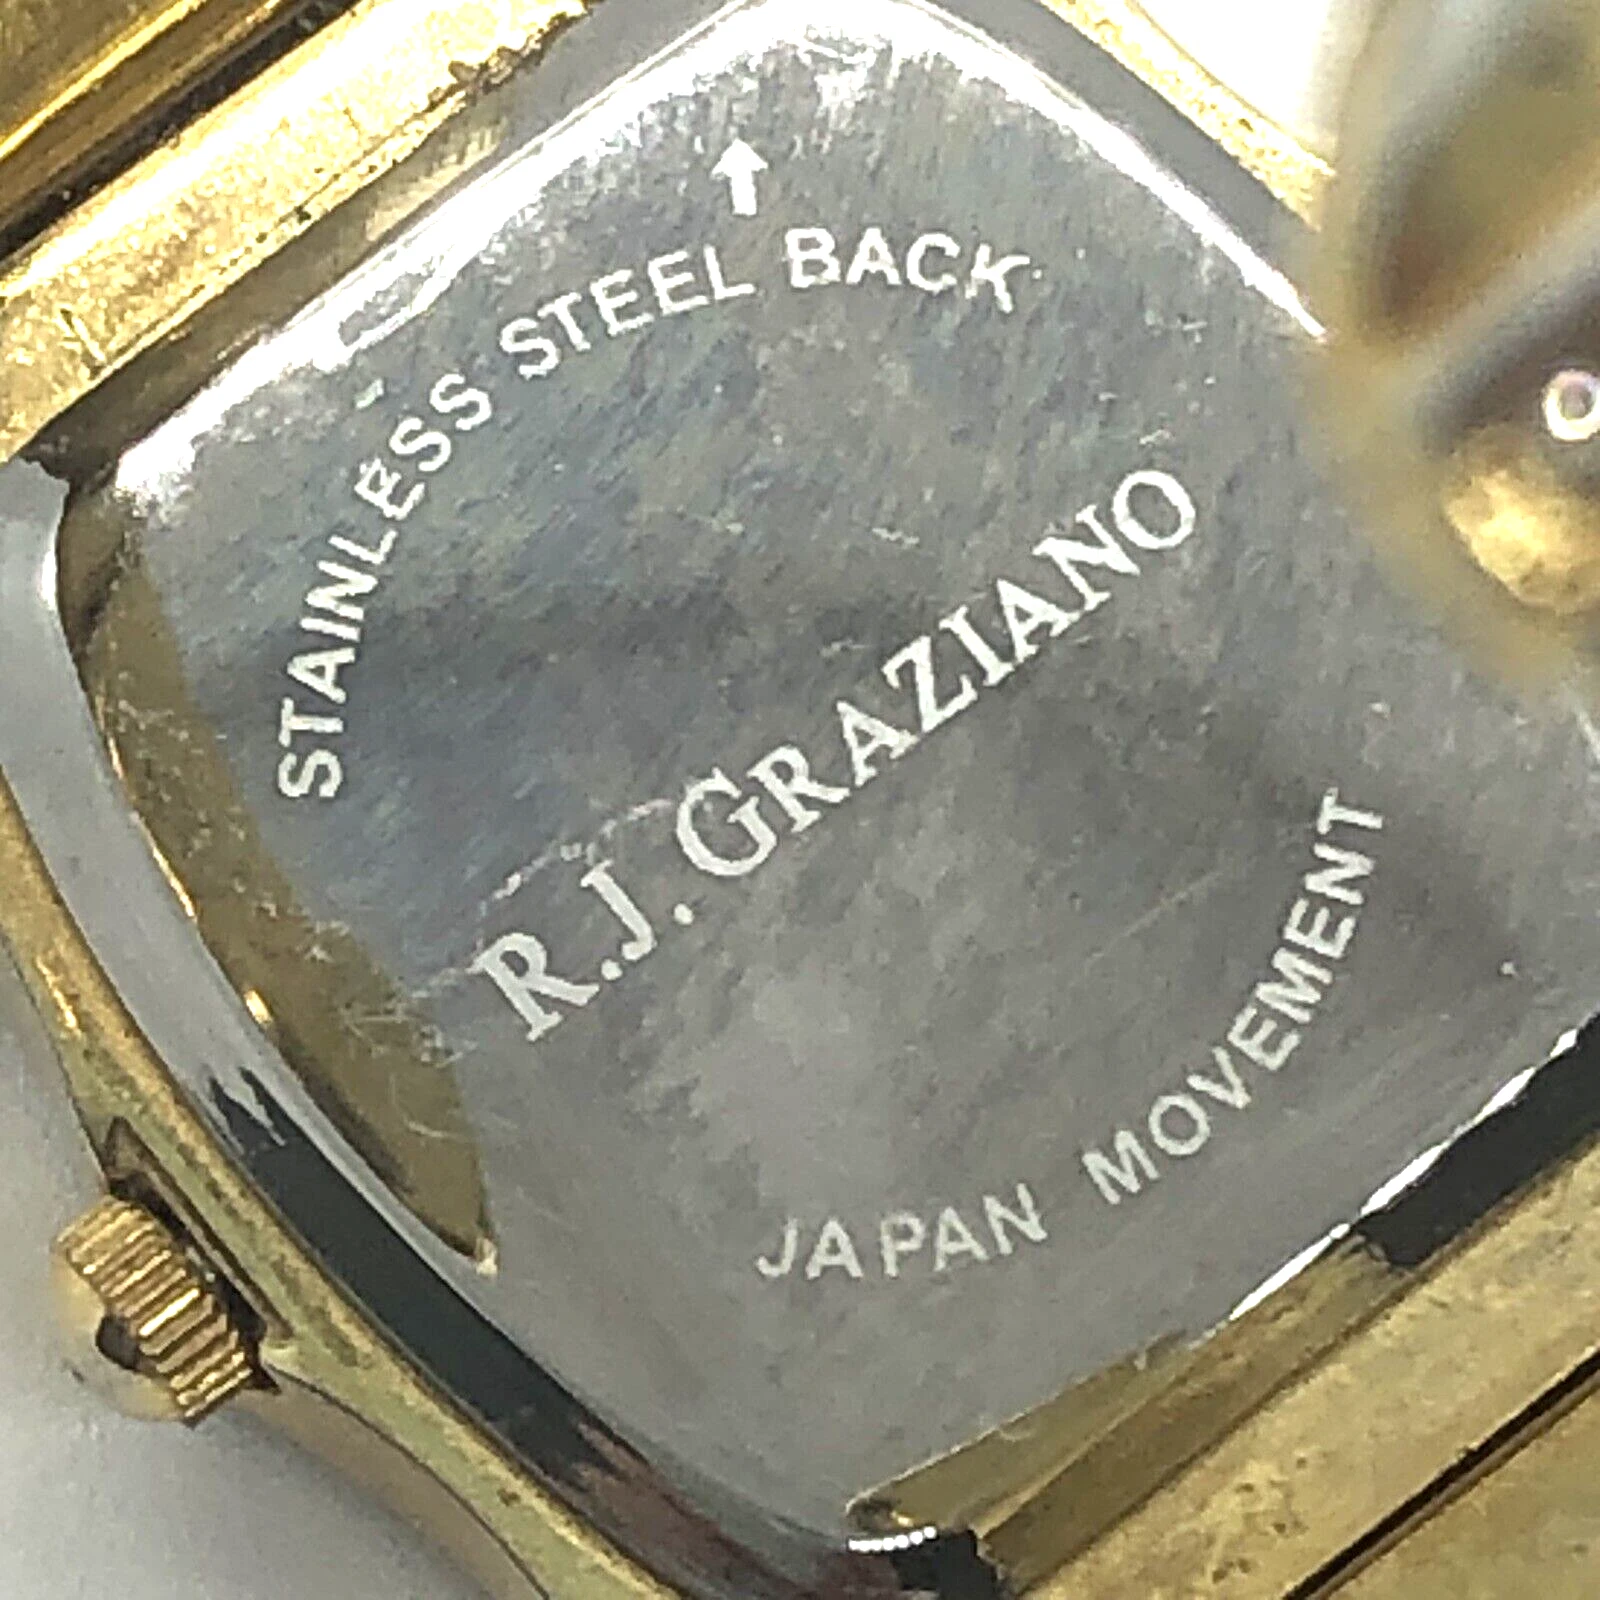 STAINLESS STEEL BACK
R.J. GRAZIANO
JAPAN MOVEMENT